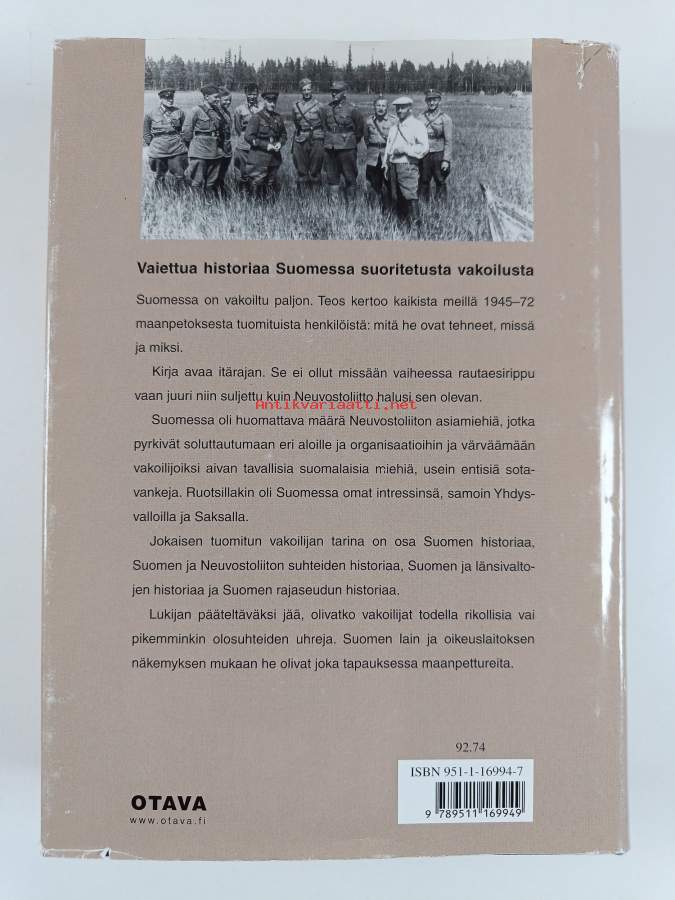 Vaiettua historiaa Suomessa suoritetusta vakoilusta
Suomessa on vakoiltu paljon. Teos kertoo kaikista meillä 1945–72
maanpetoksesta tuomituista henkilöistä: mitä he ovat tehneet, missä
ja miksi.
Kirja avaa itärajan. Se ei ollut missään vaiheessa rautaesirippu
vaan juuri niin suljettu kuin Neuvostoliitto halusi sen olevan.
Antikvariaatti.net
Suomessa oli huomattava määrä Neuvostoliiton asiamiehiä, jotka
pyrkivät soluttautumaan eri aloille ja organisaatioihin ja värväämään
vakoilijoiksi aivan tavallisia suomalaisia miehiä, usein entisiä sota-
vankeja. Ruotsillakin oli Suomessa omat intressinsä, samoin Yhdys-
valloilla ja Saksalla.
Jokaisen tuomitun vakoilijan tarina on osa Suomen historiaa,
Suomen ja Neuvostoliiton suhteiden historiaa, Suomen ja länsivalto-
jen historiaa ja Suomen rajaseudun historiaa.
Lukijan pääteltäväksi jää, olivatko vakoilijat todella rikollisia vai
pikemminkin olosuhteiden uhreja. Suomen lain ja oikeuslaitoksen
näkemyksen mukaan he olivat joka tapauksessa maanpettureita.
92.74
ISBN 951-1-16994-7
9 789511 169949
OTAVA
www.otava.fi